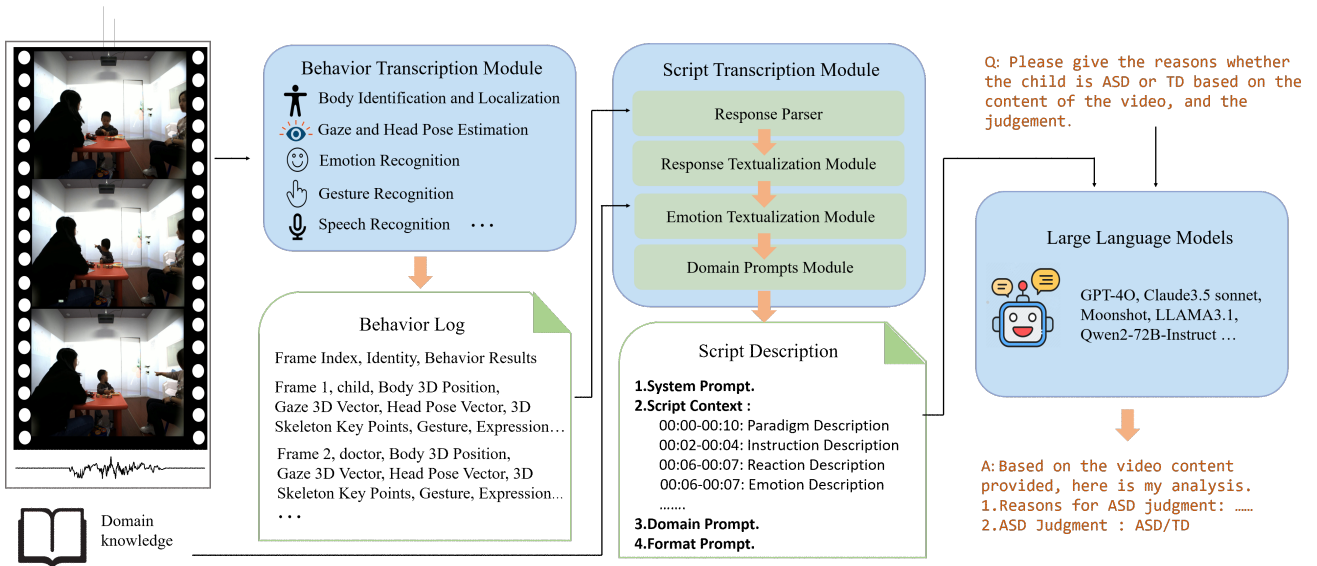 Behavior Transcription Module
Body Identification and Localization
Gaze and Head Pose Estimation
Emotion Recognition
Gesture Recognition
Speech Recognition ...
Behavior Log
Frame Index, Identity, Behavior Results
Frame 1, child, Body 3D Position,
Gaze 3D Vector, Head Pose Vector, 3D
Skeleton Key Points, Gesture, Expression...
Frame 2, doctor, Body 3D Position,
Gaze 3D Vector, Head Pose Vector, 3D
Skeleton Key Points, Gesture, Expression...
...
Domain
knowledge
Script Transcription Module
Response Parser
Response Textualization Module
Emotion Textualization Module
Domain Prompts Module
Script Description
1.System Prompt.
2.Script Context :
00:00-00:10: Paradigm Description
00:02-00:04: Instruction Description
00:06-00:07: Reaction Description
00:06-00:07: Emotion Description
.......
3.Domain Prompt.
4.Format Prompt.
Q: Please give the reasons whether
the child is ASD or TD based on the
content of the video, and the
judgement.
Large Language Models
GPT-4O, Claude3.5 sonnet,
Moonshot, LLAMA3.1,
Qwen2-72B-Instruct ...
A: Based on the video content
provided, here is my analysis.
1.Reasons for ASD judgment: ……
2.ASD Judgment : ASD/TD